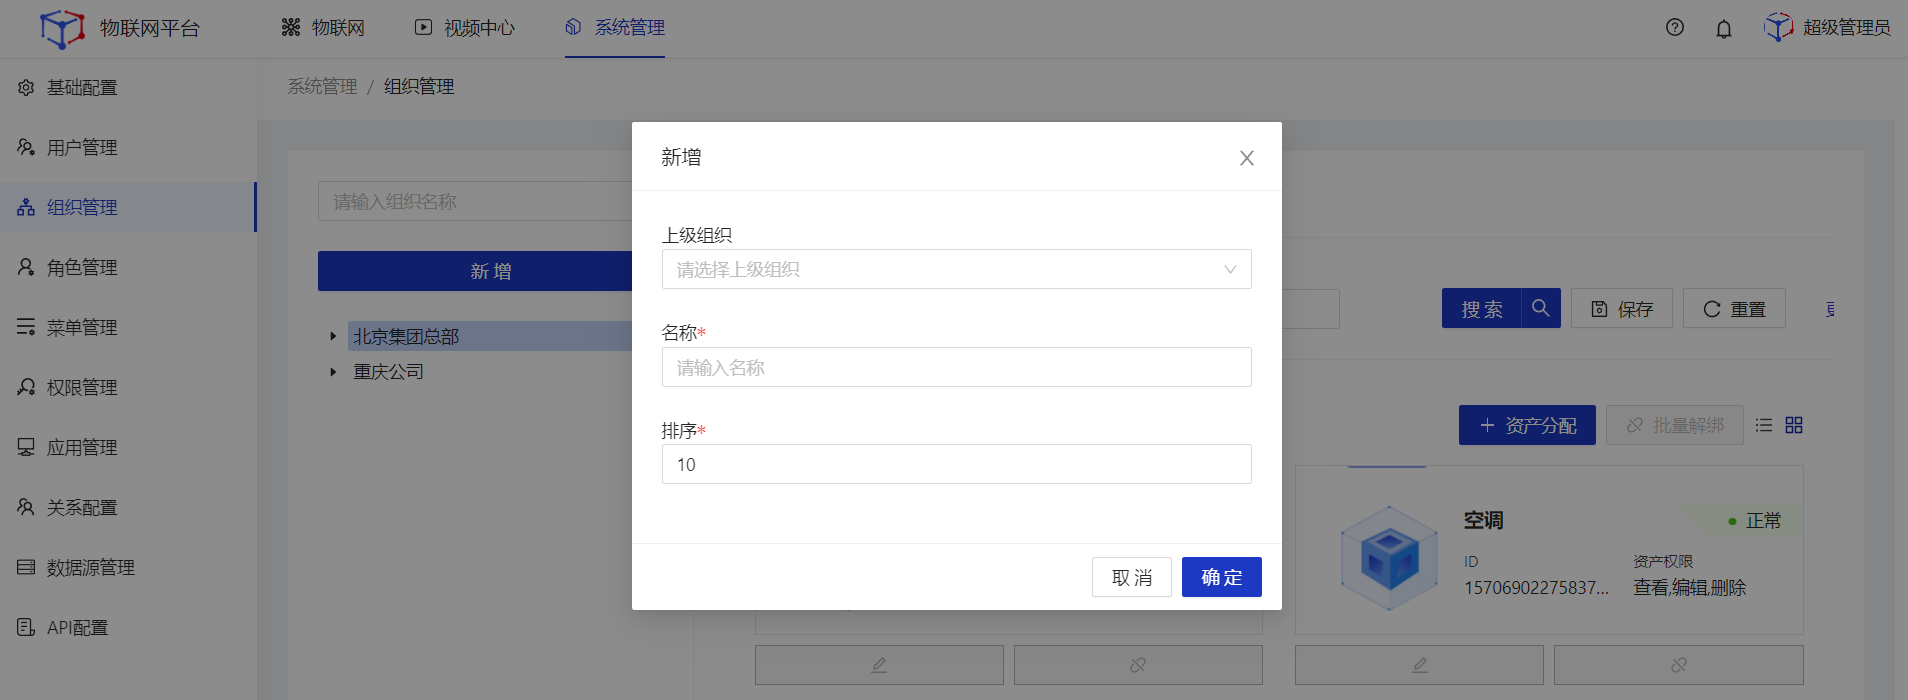 物联网平台
物联网
视频中心
系统管理
超级管理员
基础配置
用户管理
组织管理
角色管理
菜单管理
权限管理
应用管理
关系配置
数据源管理
API配置
系统管理 / 组织管理
请输入组织名称
新增
北京集团总部
重庆公司
新增
上级组织
请选择上级组织
名称*
请输入名称
排序*
10
取消
确定
搜索
保存
重置
资产分配
批量解绑
空调
正常
ID
资产权限
15706902275837...
查看,编辑,删除